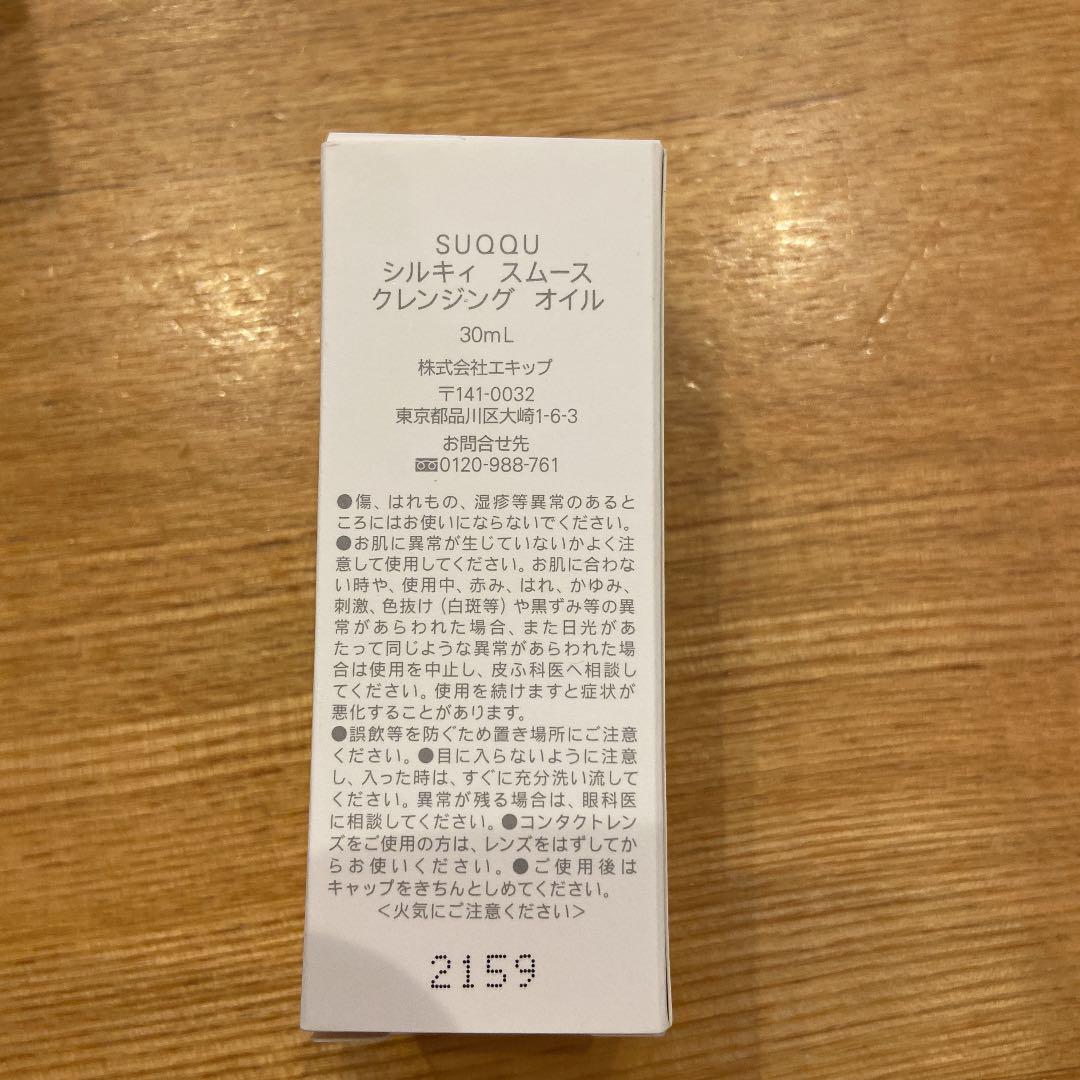 SUQQU
シルキィ スムース
クレンジング オイル
30mL
株式会社エキップ
〒141-0032
東京都品川区大崎1-6-3
お問合せ先
0120-988-761
●傷、はれもの、湿疹等異常のあると
ころにはお使いにならないでください。
●お肌に異常が生じていないかよく注
意して使用してください。お肌に合わな
い時や、使用中、赤み、はれ、かゆみ、
刺激、色抜け(白斑等)や黒ずみ等の異
常があらわれた場合、また日光があ
たって同じような異常があらわれた場
合は使用を中止し、皮ふ科医へ相談し
てください。使用を続けますと症状が
悪化することがあります。
●誤飲等を防ぐため置き場所にご注意
ください。●目に入らないように注意
し、入った時は、すぐに充分洗い流して
ください。異常が残る場合は、眼科医
に相談してください。●コンタクトレン
ズをご使用の方は、レンズをはずしてか
らお使いください。●ご使用後は
キャップをきちんとしめてください。
<火気にご注意ください>
2159